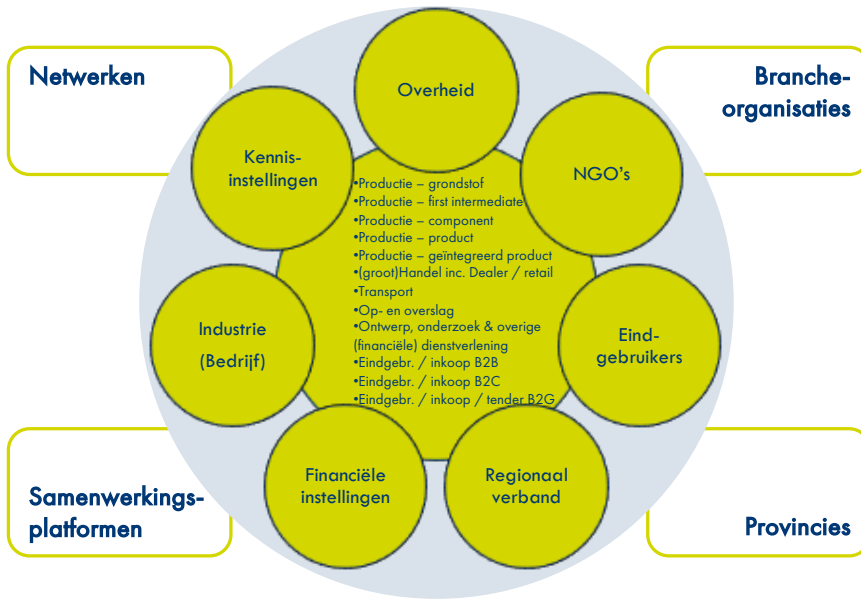 Netwerken
Branche-
organisaties
Overheid
Kennis-
instellingen
NGO's
•Productie – grondstof
•Productie – first intermediate
•Productie – component
•Productie – product
•Productie – geïntegreerd product
•(groot)Handel inc. Dealer / retail
•Transport
•Op- en overslag
•Ontwerp, onderzoek & overige
(financiële) dienstverlening
•Eindgebr. / inkoop B2B
•Eindgebr. / inkoop B2C
•Eindgebr. / inkoop / tender B2G
Industrie
(Bedrijf)
Eind-
gebruikers
Financiële
instellingen
Regionaal
verband
Samenwerkings-
platformen
Provincies